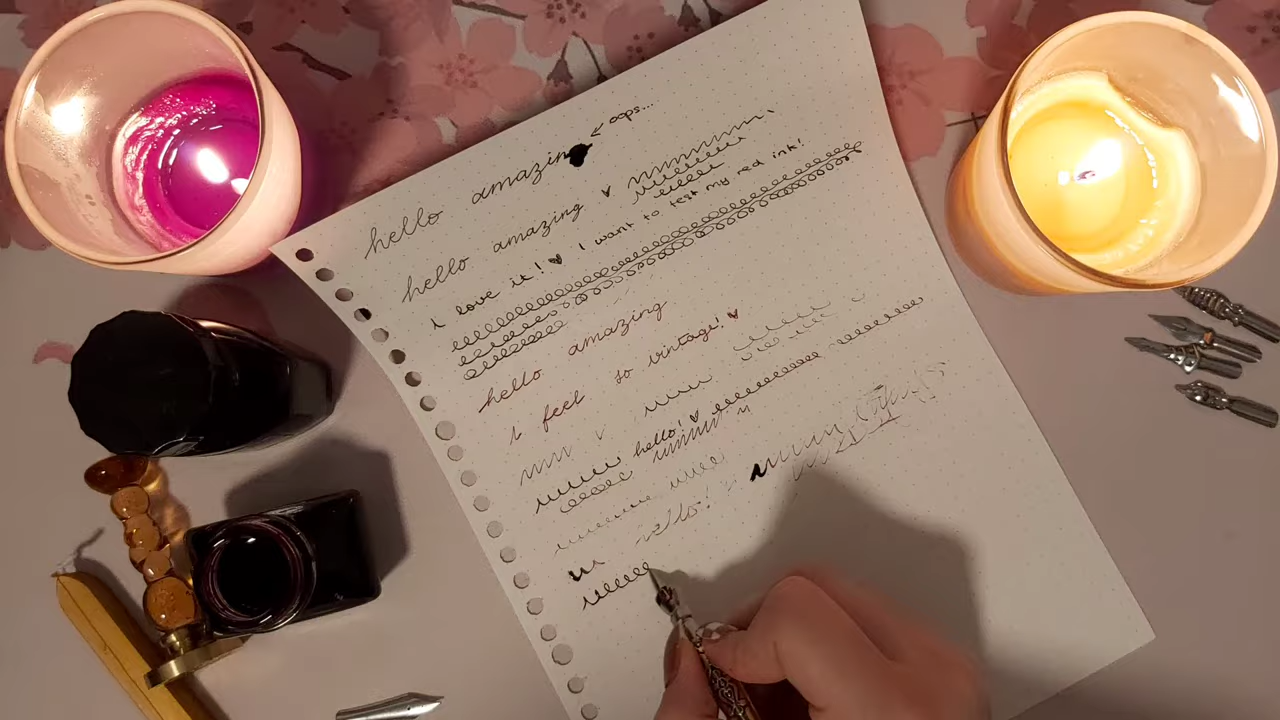 ← oops...
hello amazin
hello amazing ♥
i love it! ♥ I want to test my red ink!
hello amazing
i feel so vintage! ♥
hello! ♥
hello!